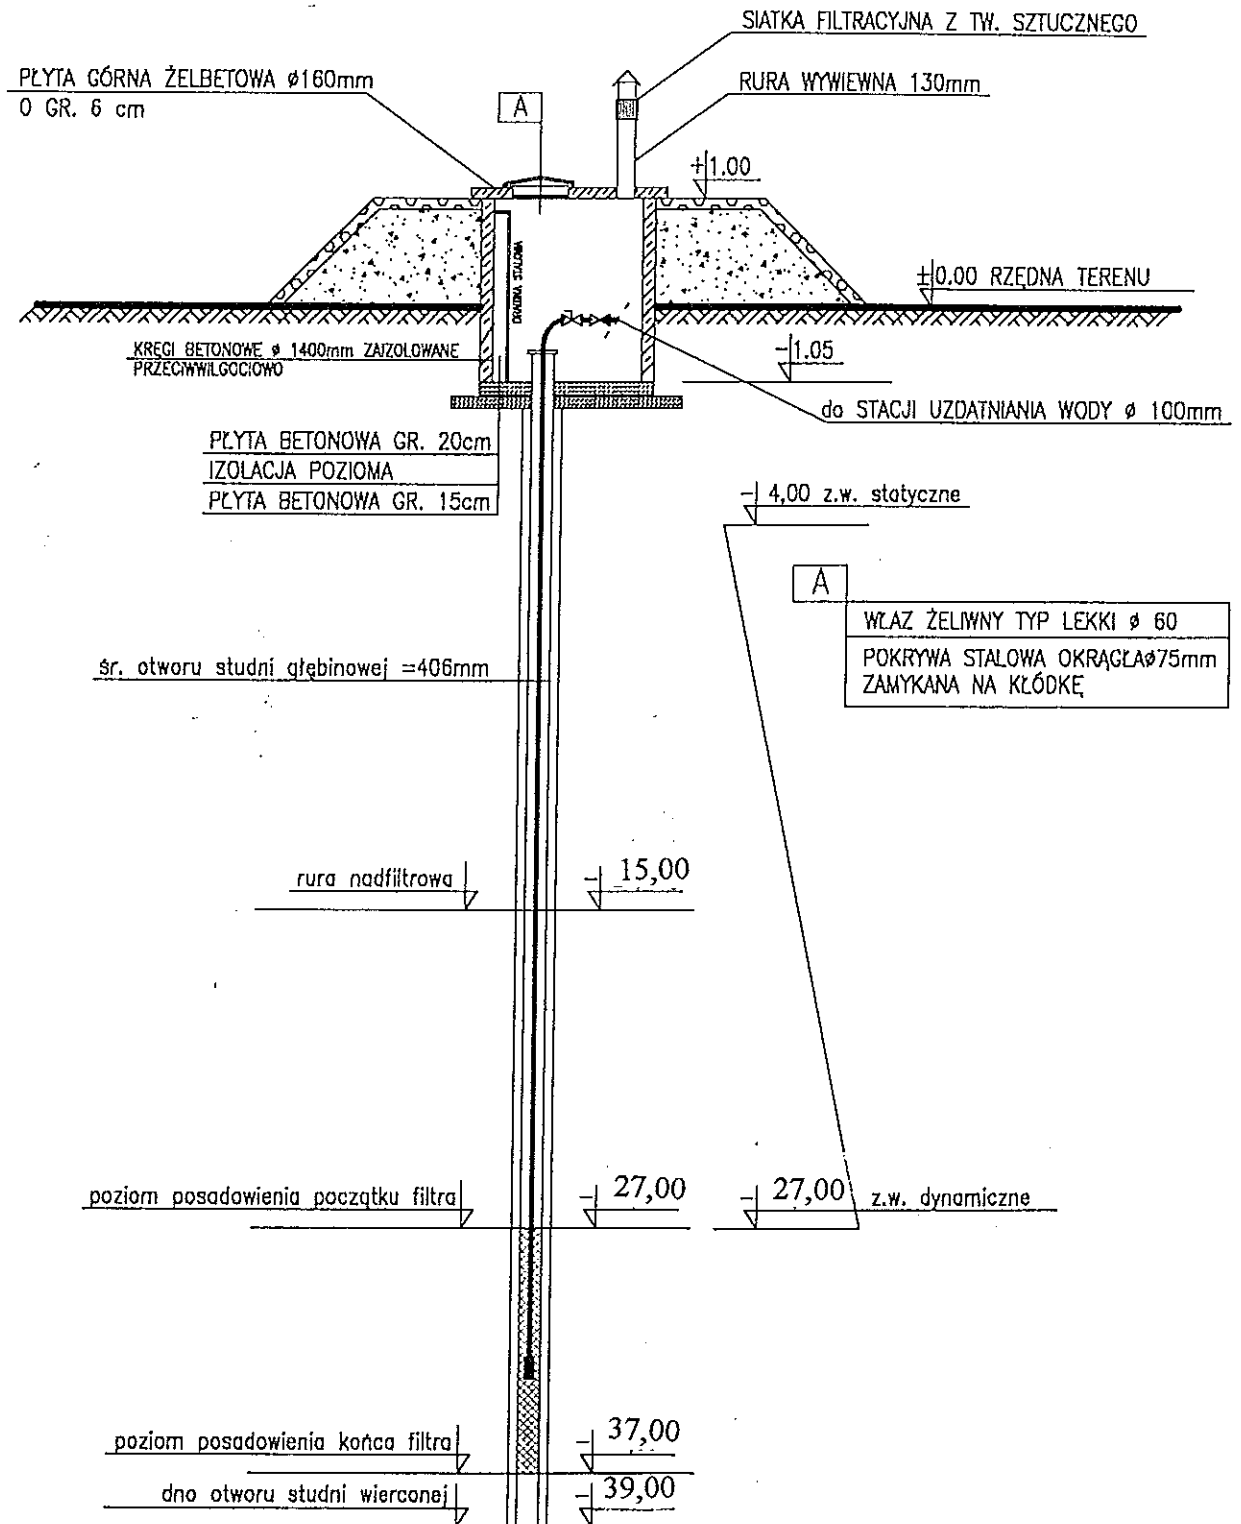 SIATKA FILTRACYJNA Z TW. SZTUCZNEGO
PŁYTA GÓRNA ŻELBETOWA ø160mm
O GR. 6 cm
RURA WYWIEWNA 130mm
A
+1.00
DRABINA STALOWA
±0.00 RZĘDNA TERENU
KRĘGI BETONOWE ø 1400mm ZAIZOLOWANE
PRZECIWWILGOCIOWO
-1.05
do STACJI UZDATNIANIA WODY ø 100mm
PŁYTA BETONOWA GR. 20cm
IZOLACJA POZIOMA
PŁYTA BETONOWA GR. 15cm
- 4,00 z.w. statyczne
A
WŁAZ ŻELIWNY TYP LEKKI ø 60
POKRYWA STALOWA OKRĄGŁAø75mm
ZAMYKANA NA KŁÓDKĘ
śr. otworu studni głębinowej =406mm
rura nadfiltrowa
- 15,00
poziom posadowienia początku filtra
- 27,00
- 27,00 z.w. dynamiczne
poziom posadowienia końca filtra
- 37,00
dno otworu studni wierconej
- 39,00